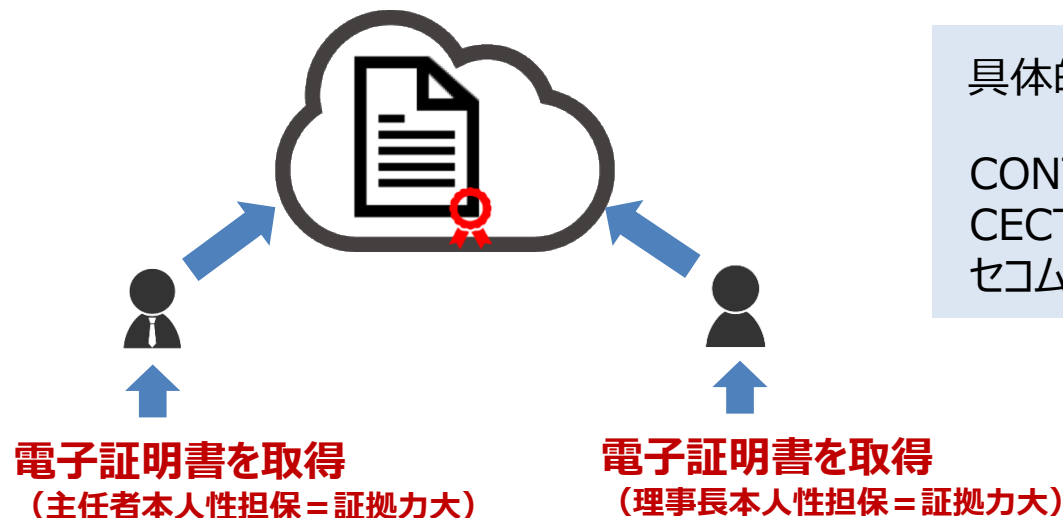 具体
CON
CECT
セコム
電子証明書を取得
（主任者本人性担保＝証拠力大）
電子証明書を取得
（理事長本人性担保＝証拠力大）